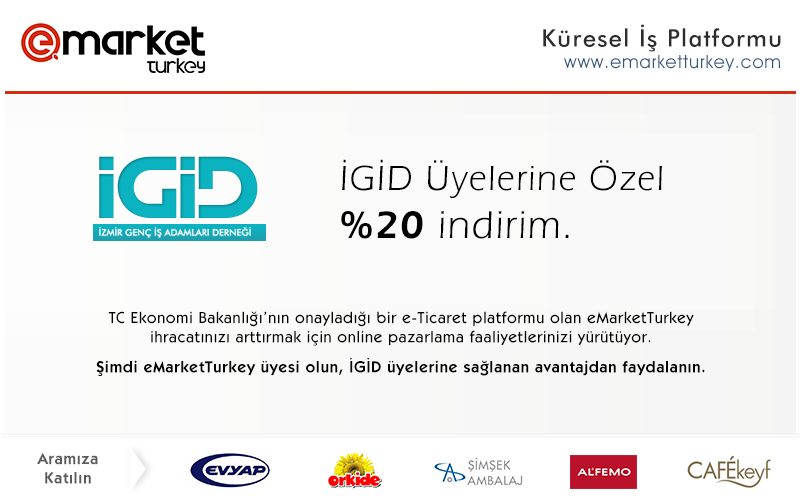 emarket
turkey
Küresel İş Platformu
www.emarketturkey.com
İGİD
İZMİR GENÇ İŞ ADAMLARI DERNEĞİ
İGİD Üyelerine Özel
%20 indirim.
TC Ekonomi Bakanlığı'nın onayladığı bir e-Ticaret platformu olan eMarketTurkey
ihracatınızı arttırmak için online pazarlama faaliyetlerinizi yürütüyor.
Şimdi eMarketTurkey üyesi olun, İGİD üyelerine sağlanan avantajdan faydalanın.
Aramıza
Katılın
EVYAP
orkide
ŞİMŞEK
AMBALAJ
ALFEMO
CAFÉkeyf